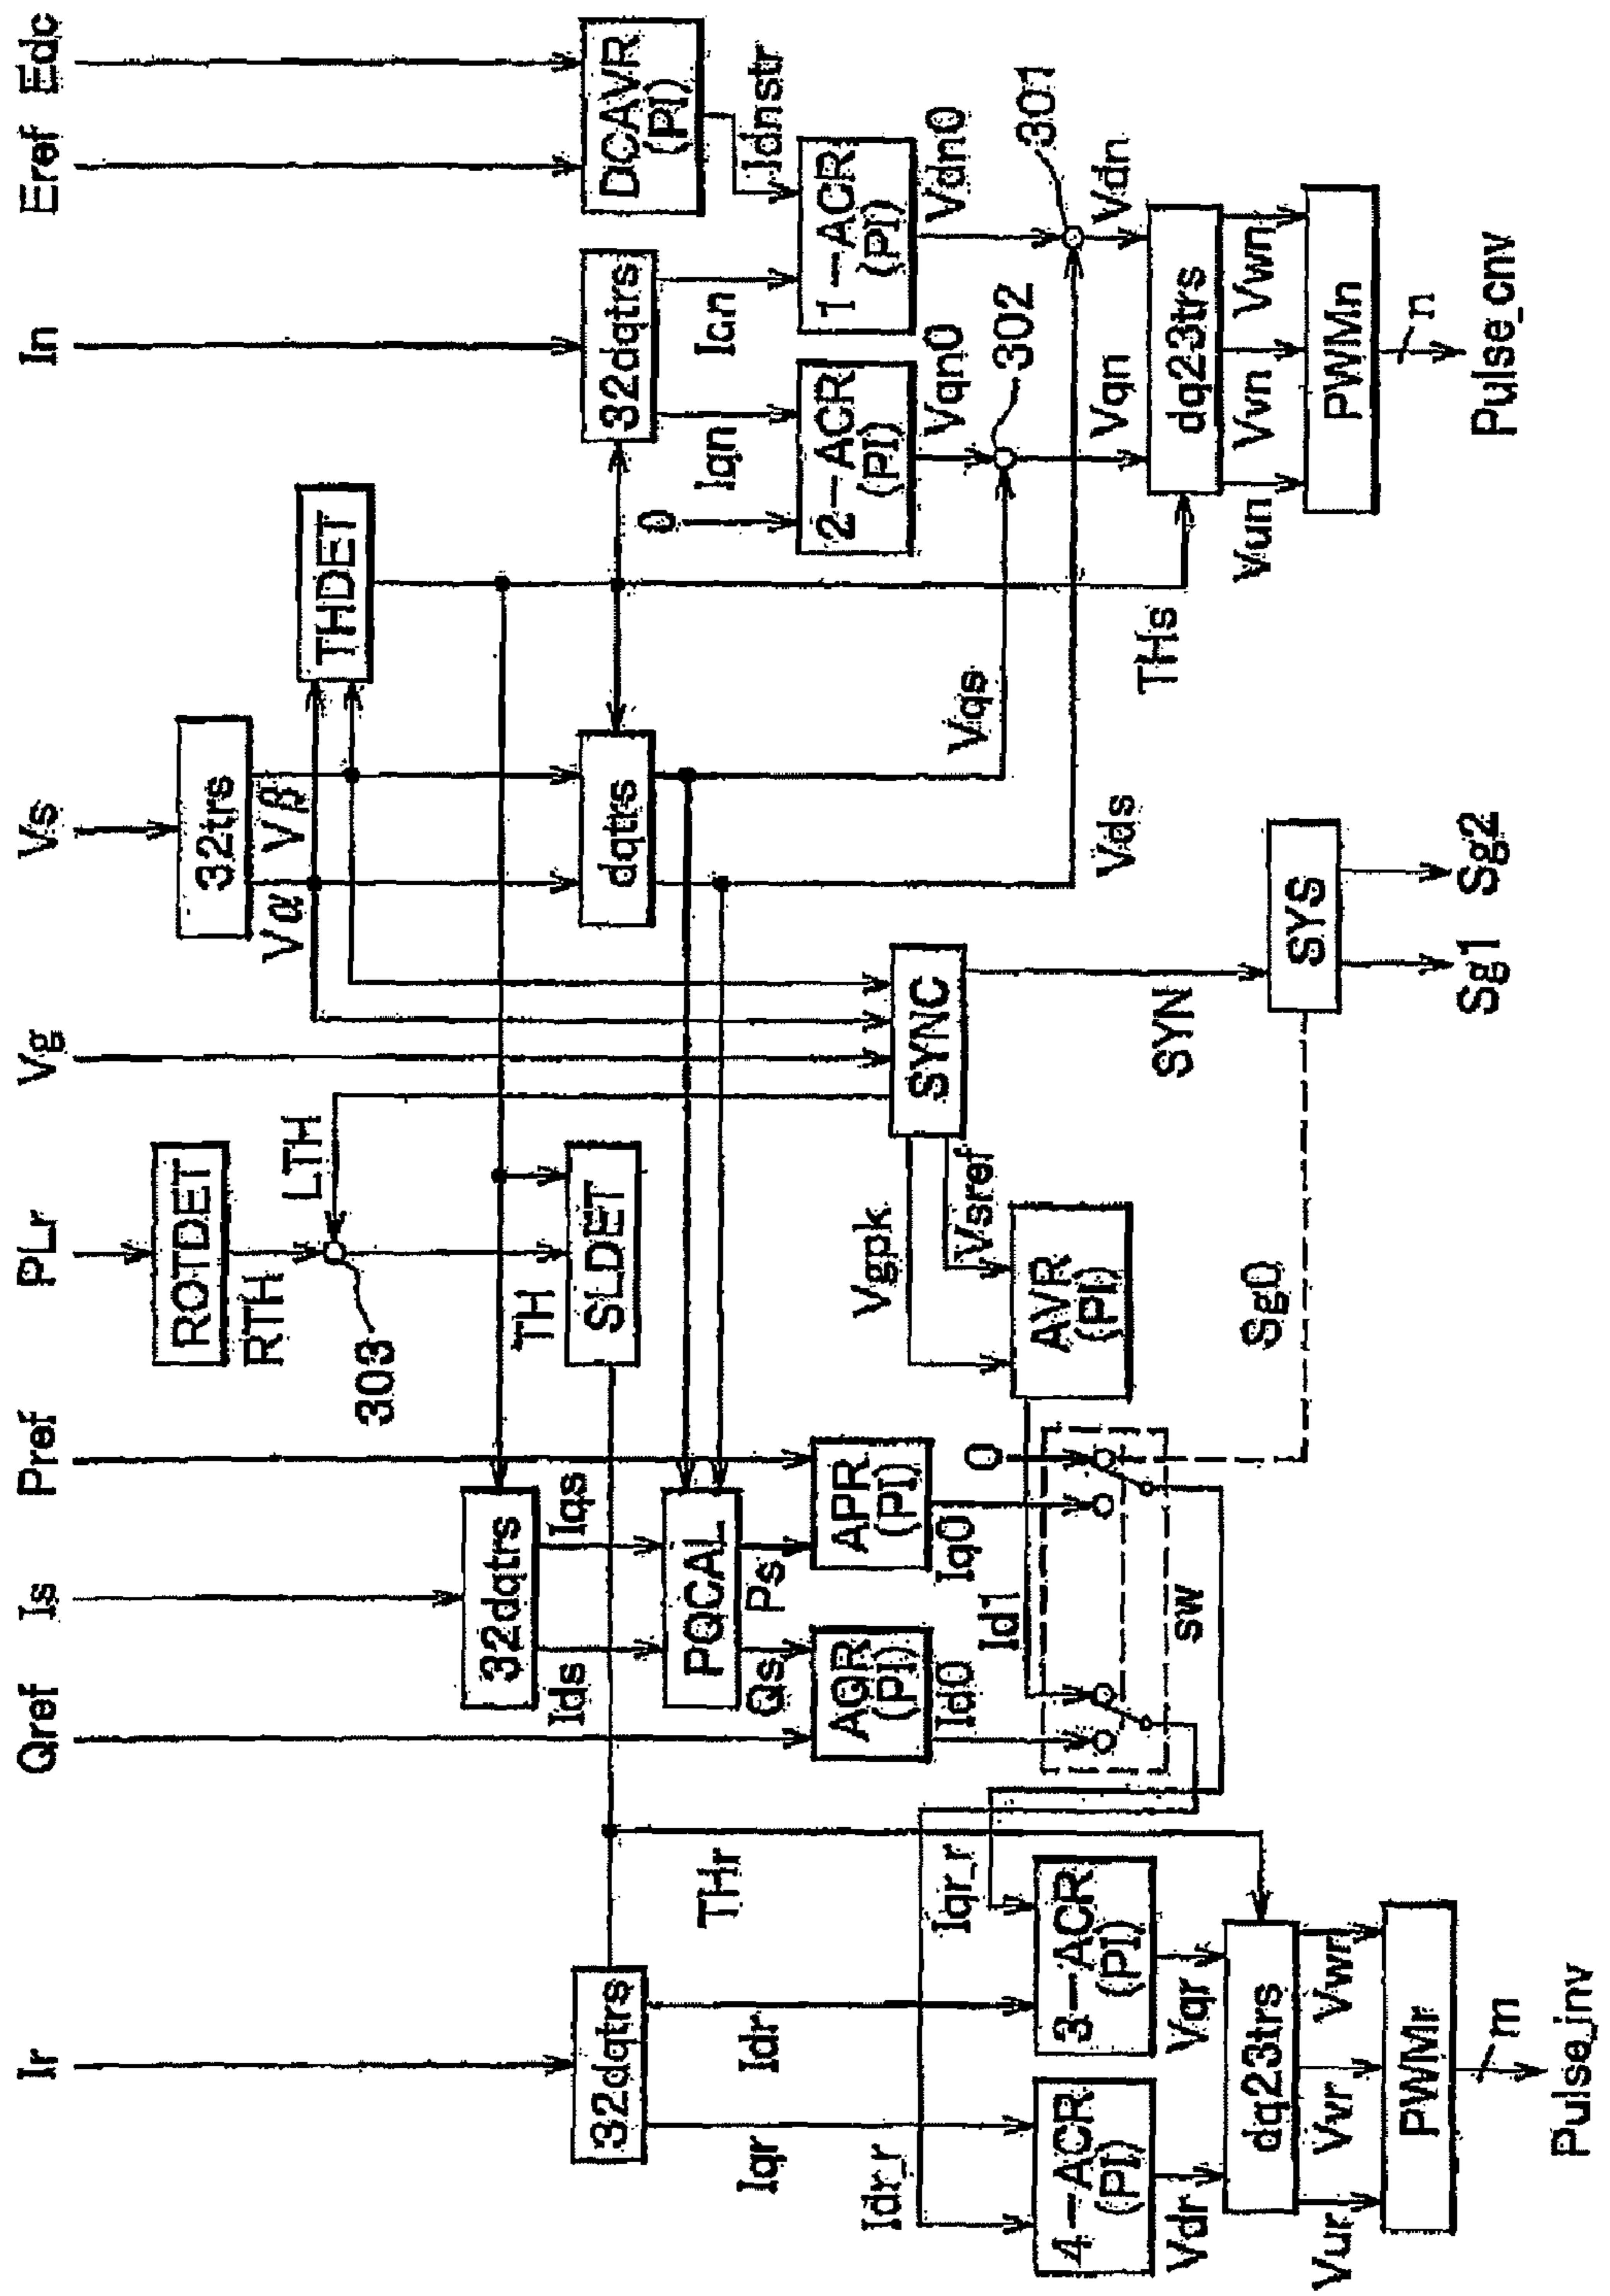 Ir
Qref
Is
Pref
PLr
Vg
Vs
In
Eref
Edc
ROTDET
RTH
LTH
303
32trs
Vα
Vβ
THDET
32dqtrs
Ids
Iqs
TH
SLDET
32dqtrs
Iqr
Idr
THr
PQCAL
Qs
Ps
dqtrs
32dqtrs
Iqn
Idn
0
DCAVR
(PI)
Idnstr
AQR
(PI)
Id0
APR
(PI)
Iq0
SYNC
Vgpk
Vsref
Vqs
Vds
2-ACR
(PI)
Vqn0
1-ACR
(PI)
Vdn0
302
301
Idr_r
Iqr_r
4-ACR
(PI)
Vdr
3-ACR
(PI)
Vqr
Id1
0
sw
AVR
(PI)
SYN
Sg0
THs
Vqn
Vdn
dq23trs
Vun
Vvn
Vwn
dq23trs
Vur
Vvr
Vwr
SYS
Sg1
Sg2
PWMn
n
Pulse_cnv
PWMr
m
Pulse_inv